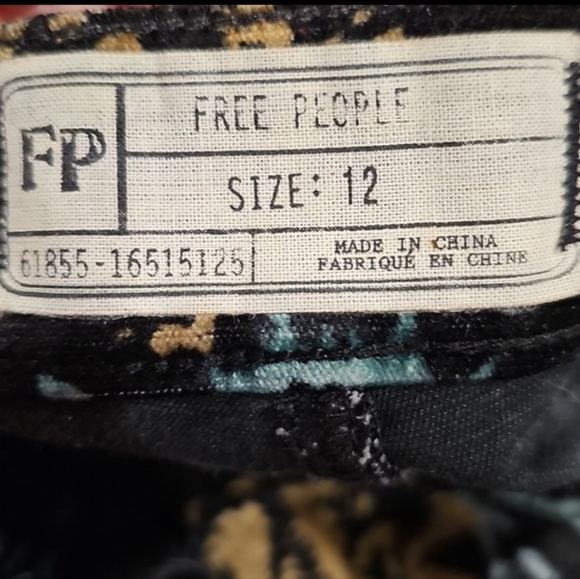 FP
FREE PEOPLE
SIZE: 12
61855-16515125
MADE IN CHINA
FABRIQUÉ EN CHINE